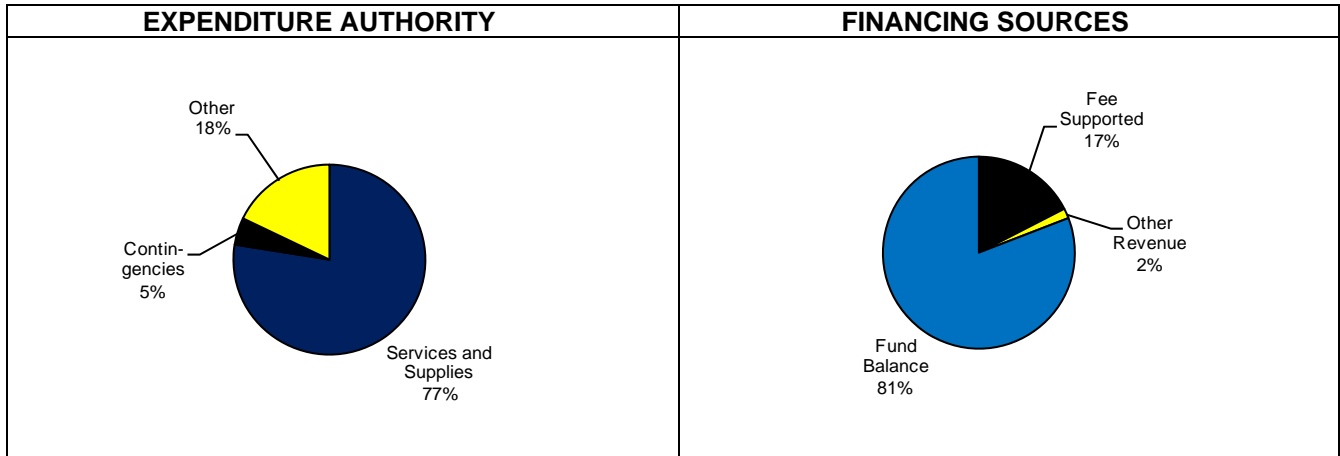 EXPENDITURE AUTHORITY
Other
18%
Contin-
gencies
5%
Services and
Supplies
77%
FINANCING SOURCES
Fee
Supported
17%
Other
Revenue
2%
Fund
Balance
81%